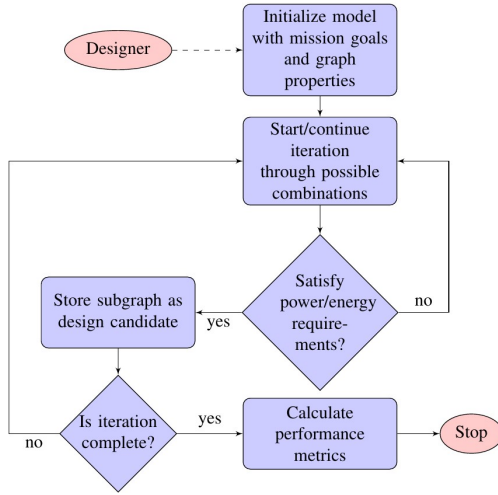 Initialize model
with mission goals
and graph
properties
Designer
Start/continue
iteration
through possible
combinations
Satisfy
power/energy
require-
ments?
no
yes
Store subgraph as
design candidate
Is iteration
complete?
no
yes
Calculate
performance
metrics
Stop